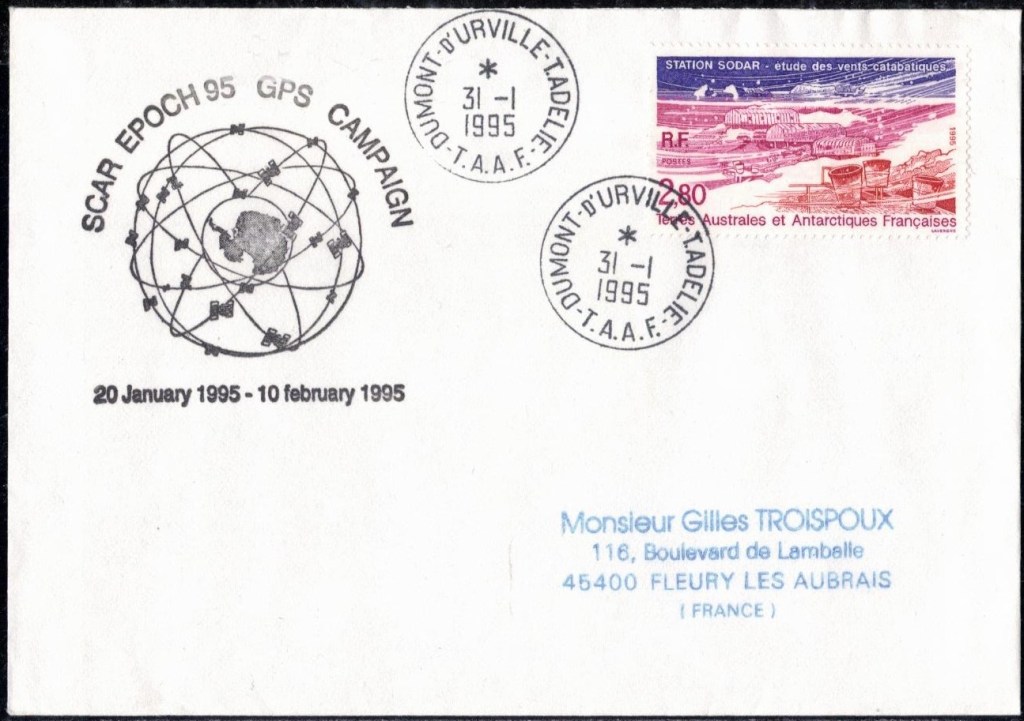 SCAR EPOCH 95 GPS CAMPAIGN
20 January 1995 - 10 february 1995
DUMONT-D'URVILLE-T.ADELIE
*
31 -1
1995
-T.A.A.F.-
STATION SODAR - étude des vents catabatiques
R.F.
POSTES
1995
2,80
Terres Australes et Antarctiques Françaises
DUMONT-D'URVILLE-T.ADELIE
*
31 -1
1995
-T.A.A.F.-
Monsieur Gilles TROISPOUX
116, Boulevard de Lamballe
45400 FLEURY LES AUBRAIS
( FRANCE )